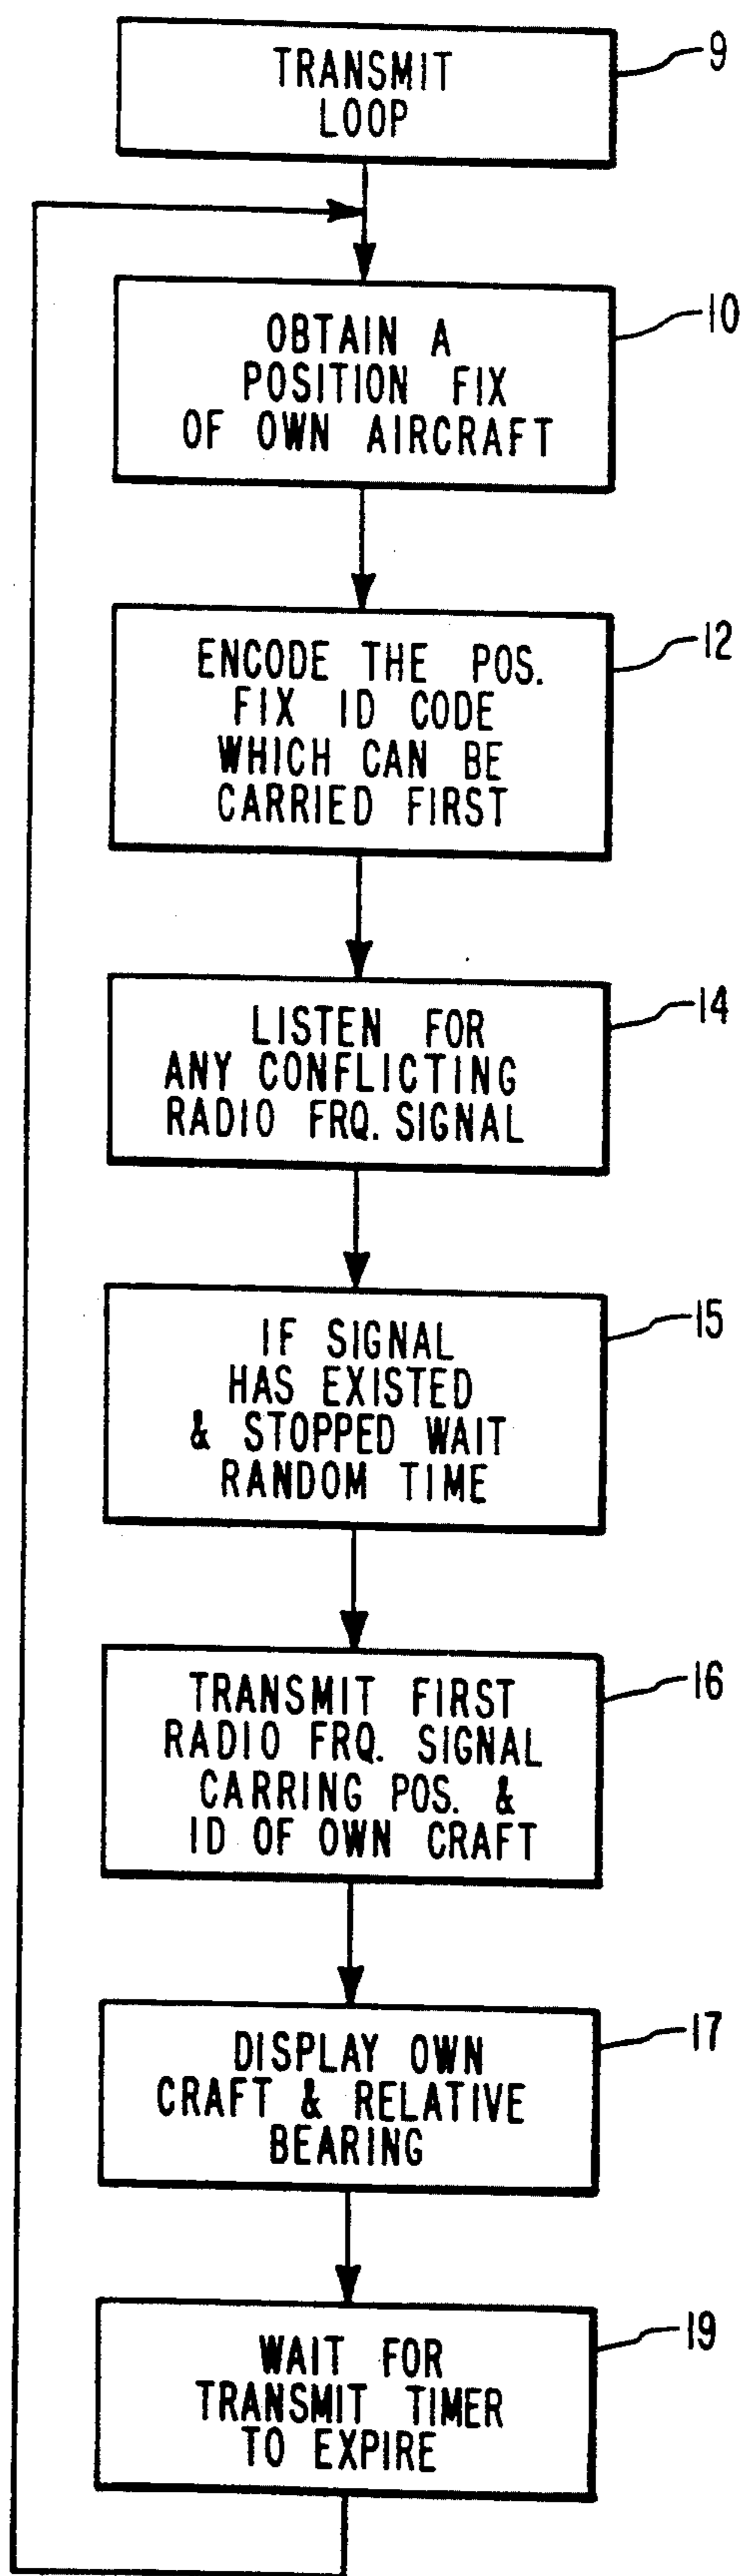 TRANSMIT
LOOP
9
OBTAIN A
POSITION FIX
OF OWN AIRCRAFT
10
ENCODE THE POS.
FIX ID CODE
WHICH CAN BE
CARRIED FIRST
12
LISTEN FOR
ANY CONFLICTING
RADIO FRQ. SIGNAL
14
IF SIGNAL
HAS EXISTED
& STOPPED WAIT
RANDOM TIME
15
TRANSMIT FIRST
RADIO FRQ. SIGNAL
CARRING POS. &
ID OF OWN CRAFT
16
DISPLAY OWN
CRAFT & RELATIVE
BEARING
17
WAIT FOR
TRANSMIT TIMER
TO EXPIRE
19